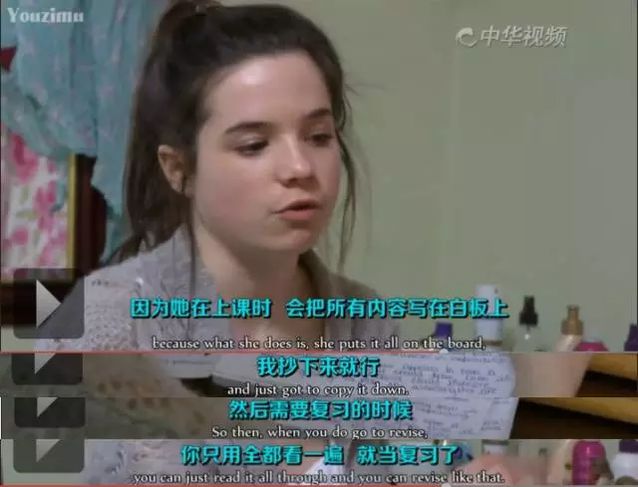 Youzimu
中华视频
因为她在上课时 会把所有内容写在白板上
because what she does is, she puts it all on the board,
我抄下来就行
and just got to copy it down.
然后需要复习的时候
So then, when you do go to revise,
你只用全都看一遍 就当复习了
you can just read it all through and you can revise like that.